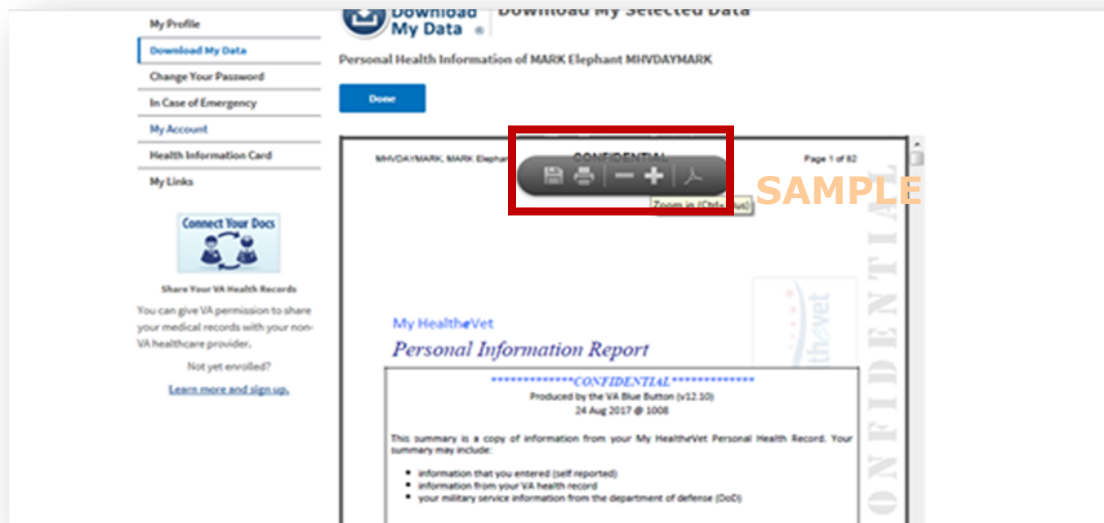 My Profile
Download My Data
Change Your Password
In Case of Emergency
My Account
Health Information Card
My Links
Connect Your Docs
Share Your VA Health Records
You can give VA permission to share
your medical records with your non-
VA healthcare provider.
Not yet enrolled?
Learn more and sign up.
Download
My Data ®
Download My Selected Data
Personal Health Information of MARK Elephant MHVDAYMARK
Done
MHVDAYMARK, MARK Elephan
CONFIDENTIAL
Page 1 of 82
Zoom in (Ctrl+
SAMPLE
My HealtheVet
Personal Information Report
*************CONFIDENTIAL*************
Produced by the VA Blue Button (v12.10)
24 Aug 2017 @ 1008
This summary is a copy of information from your My HealtheVet Personal Health Record. Your
summary may include:
▪ information that you entered (self reported)
▪ information from your VA health record
▪ your military service information from the department of defense (DoD)
thevet
ONFIDENTIAL